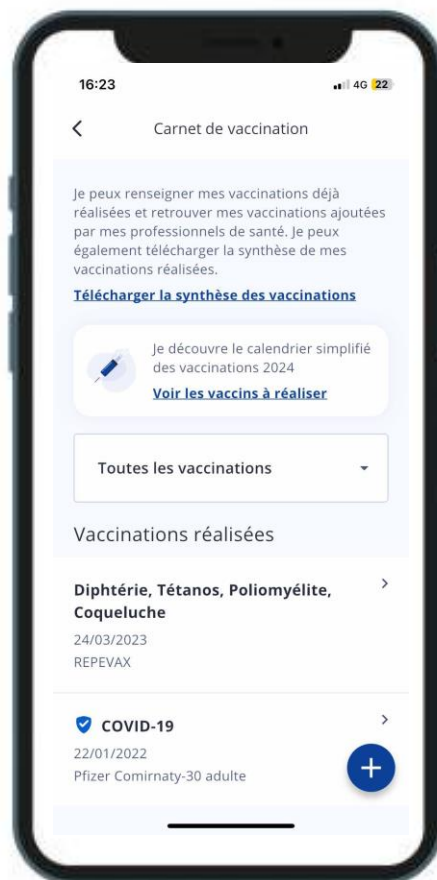 16:23
4G 22
Carnet de vaccination
Je peux renseigner mes vaccinations déjà
réalisées et retrouver mes vaccinations ajoutées
par mes professionnels de santé. Je peux
également télécharger la synthèse de mes
vaccinations réalisées.
Télécharger la synthèse des vaccinations
Je découvre le calendrier simplifié
des vaccinations 2024
Voir les vaccins à réaliser
Toutes les vaccinations
Vaccinations réalisées
Diphtérie, Tétanos, Poliomyélite,
Coqueluche
24/03/2023
REPEVAX
COVID-19
22/01/2022
Pfizer Comirnaty-30 adulte
+